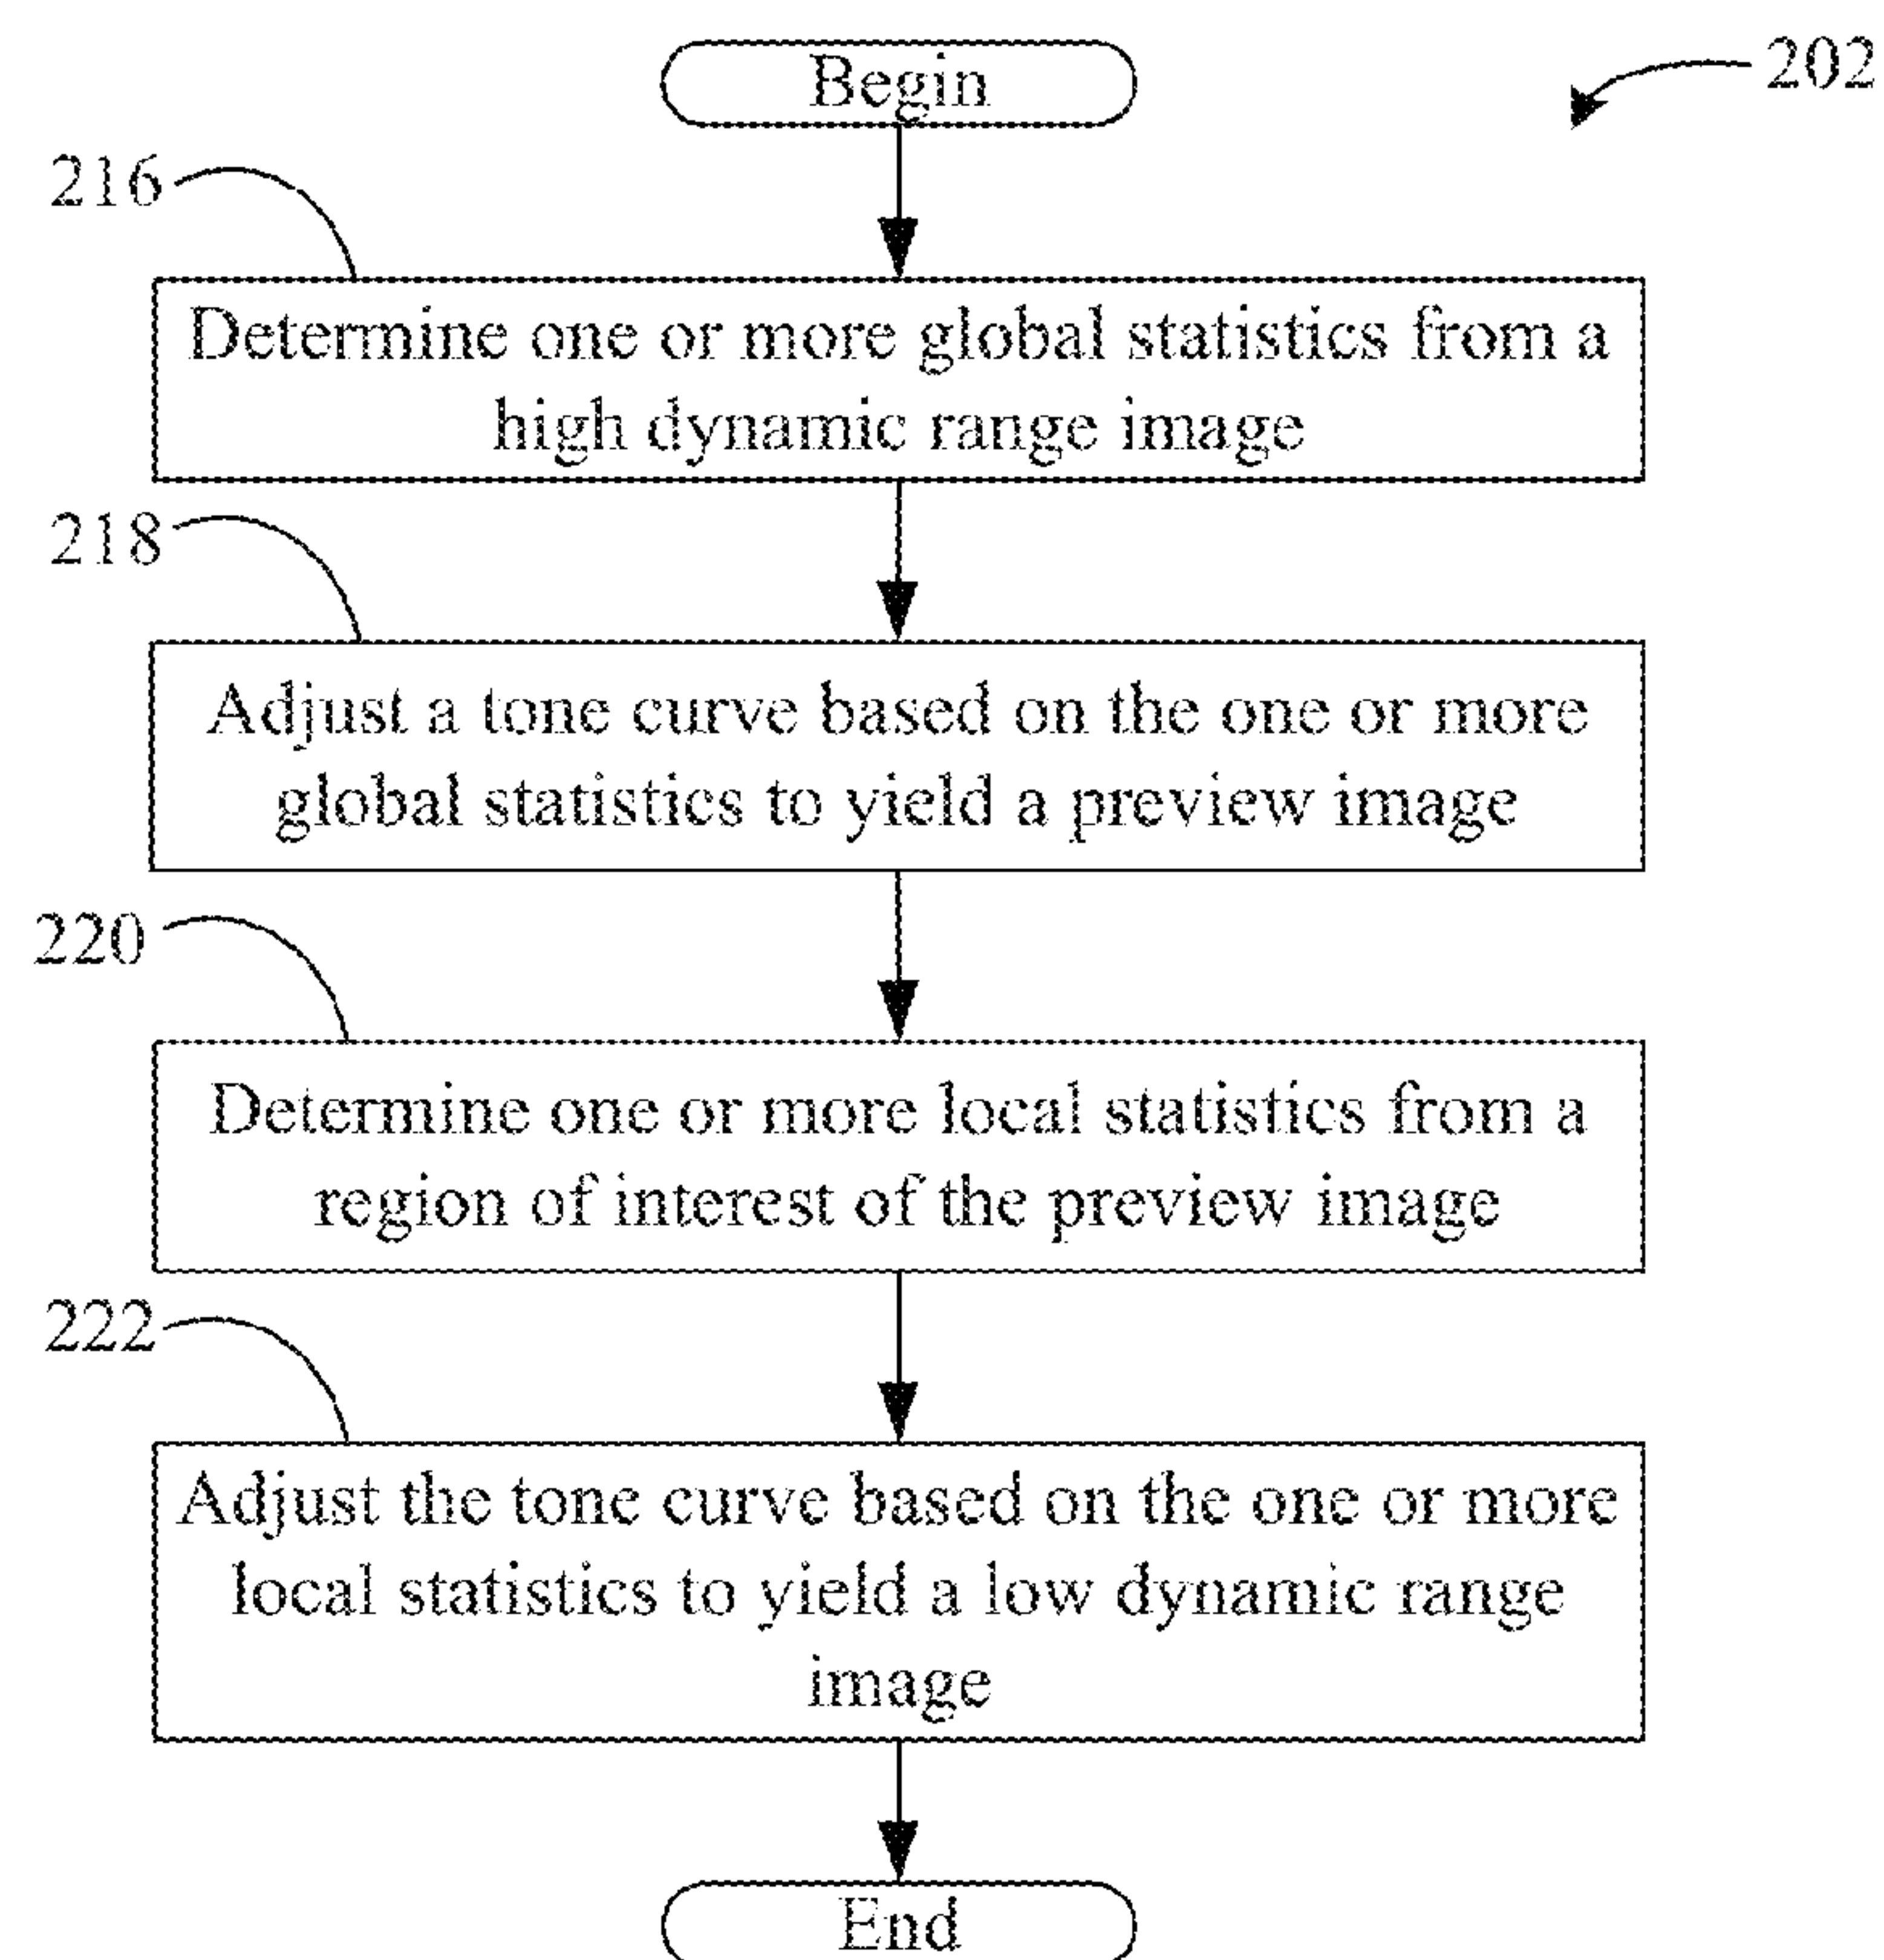 Begin
202
216
Determine one or more global statistics from a
high dynamic range image
218
Adjust a tone curve based on the one or more
global statistics to yield a preview image
220
Determine one or more local statistics from a
region of interest of the preview image
222
Adjust the tone curve based on the one or more
local statistics to yield a low dynamic range
image
End